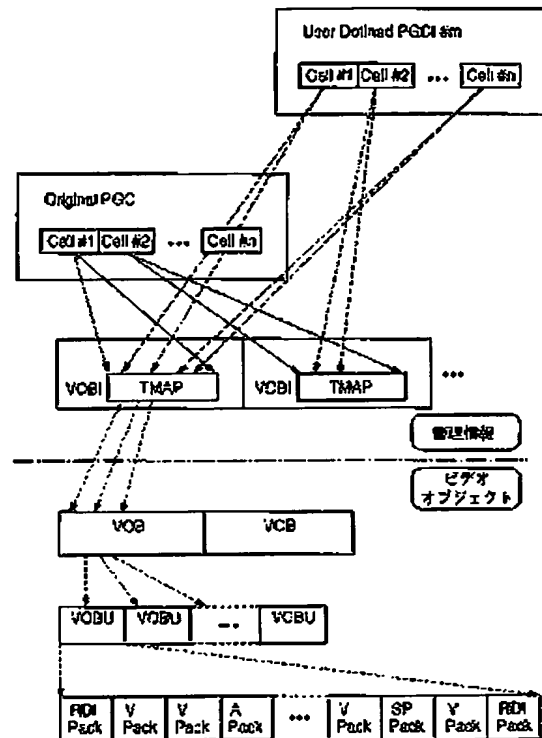 User Defined PGCI #m
Cell #1 Cell #2 ••• Cell #n
Original PGC
Cell #1 Cell #2 ••• Cell #n
VOBI TMAP VOBI TMAP •••
管理情報
ビデオ
オブジェクト
VOB VOB
VOBU VOBU ••• VOBU
RDI Pack V Pack V Pack A Pack ••• V Pack SP Pack V Pack RDI Pack